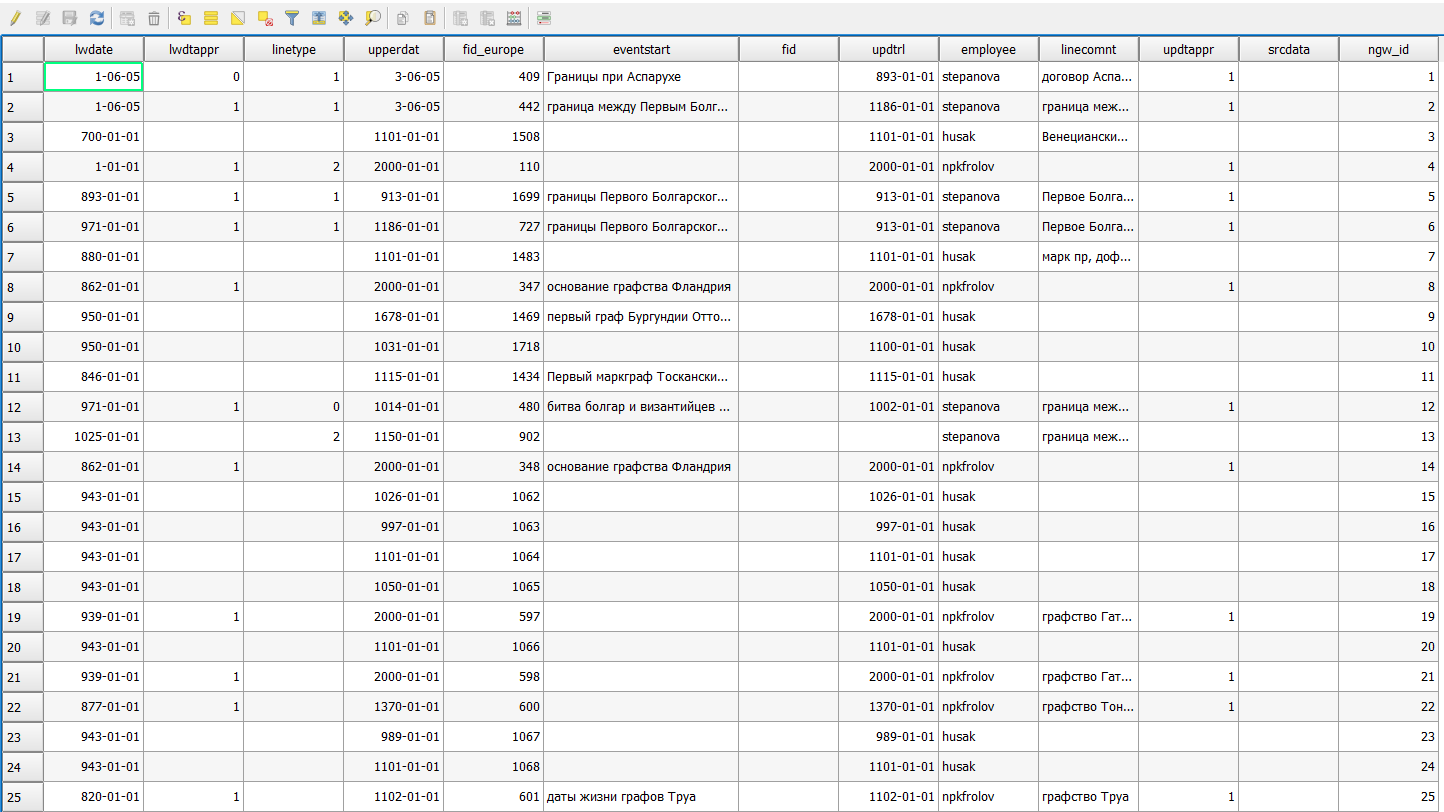 lwdate lwdtappr linetype upperdat fid_europe eventstart fid updtrl employee linecomnt updtappr srcdata ngw_id
1 1-06-05 0 1 3-06-05 409 Границы при Аспарухе 893-01-01 stepanova договор Аспа... 1 1
2 1-06-05 1 1 3-06-05 442 граница между Первым Болг... 1186-01-01 stepanova граница меж... 1 2
3 700-01-01 1101-01-01 1508 1101-01-01 husak Венециански... 3
4 1-01-01 1 2 2000-01-01 110 2000-01-01 npkfrolov 1 4
5 893-01-01 1 1 913-01-01 1699 границы Первого Болгарског... 913-01-01 stepanova Первое Болга... 1 5
6 971-01-01 1 1 1186-01-01 727 границы Первого Болгарског... 913-01-01 stepanova Первое Болга... 1 6
7 880-01-01 1101-01-01 1483 1101-01-01 husak марк пр, доф... 7
8 862-01-01 1 2000-01-01 347 основание графства Фландрия 2000-01-01 npkfrolov 1 8
9 950-01-01 1678-01-01 1469 первый граф Бургундии Отто... 1678-01-01 husak 9
10 950-01-01 1031-01-01 1718 1100-01-01 husak 10
11 846-01-01 1115-01-01 1434 Первый маркграф Тоскански... 1115-01-01 husak 11
12 971-01-01 1 0 1014-01-01 480 битва болгар и византийцев ... 1002-01-01 stepanova граница меж... 1 12
13 1025-01-01 2 1150-01-01 902 stepanova граница меж... 13
14 862-01-01 1 2000-01-01 348 основание графства Фландрия 2000-01-01 npkfrolov 1 14
15 943-01-01 1026-01-01 1062 1026-01-01 husak 15
16 943-01-01 997-01-01 1063 997-01-01 husak 16
17 943-01-01 1101-01-01 1064 1101-01-01 husak 17
18 943-01-01 1050-01-01 1065 1050-01-01 husak 18
19 939-01-01 1 2000-01-01 597 2000-01-01 npkfrolov графство Гат... 1 19
20 943-01-01 1101-01-01 1066 1101-01-01 husak 20
21 939-01-01 1 2000-01-01 598 2000-01-01 npkfrolov графство Гат... 1 21
22 877-01-01 1 1370-01-01 600 1370-01-01 npkfrolov графство Тон... 1 22
23 943-01-01 989-01-01 1067 989-01-01 husak 23
24 943-01-01 1101-01-01 1068 1101-01-01 husak 24
25 820-01-01 1 1102-01-01 601 даты жизни графов Труа 1102-01-01 npkfrolov графство Труа 1 25